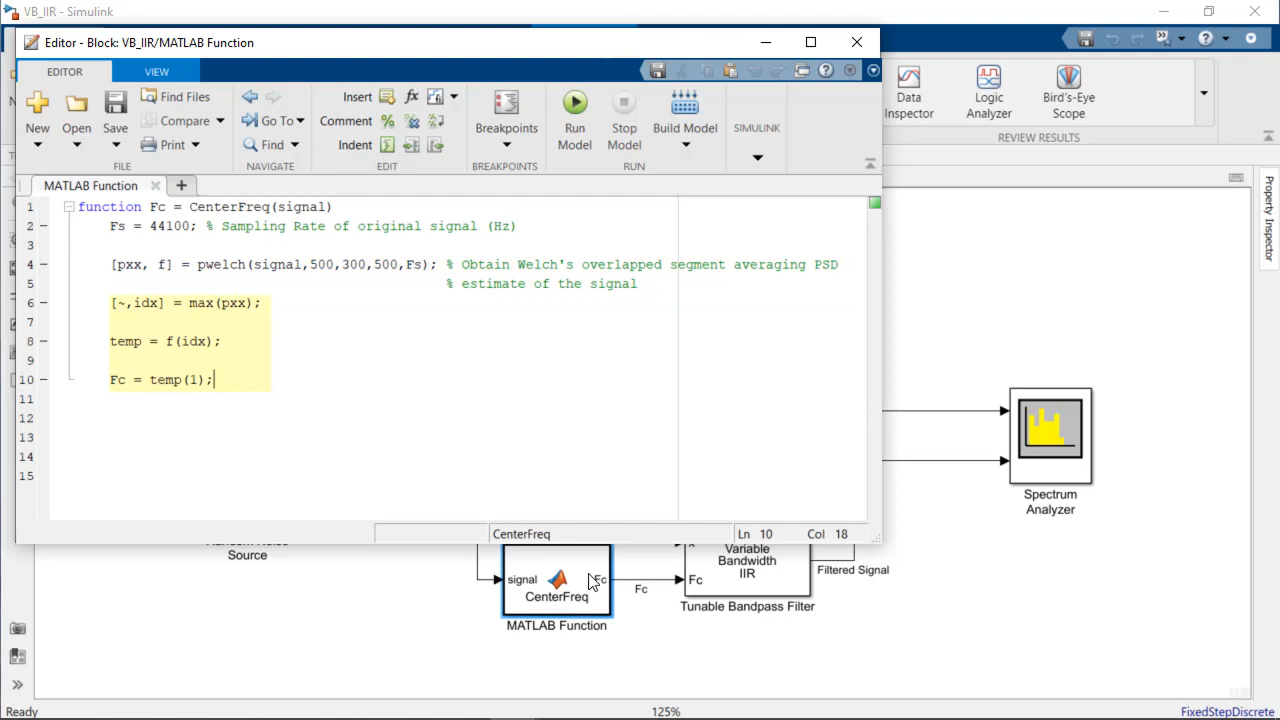 VB_IIR - Simulink
Editor - Block: VB_IIR/MATLAB Function
EDITOR
VIEW
New
Open
Save
Find Files
Compare
Print
FILE
Go To
Find
NAVIGATE
Insert
fx
Comment
Indent
EDIT
Breakpoints
BREAKPOINTS
Run
Model
Stop
Model
Build Model
RUN
SIMULINK
Data
Inspector
Logic
Analyzer
Bird's-Eye
Scope
REVIEW RESULTS
MATLAB Function
1 function Fc = CenterFreq(signal)
2 Fs = 44100; % Sampling Rate of original signal (Hz)
3
4 [pxx, f] = pwelch(signal,500,300,500,Fs); % Obtain Welch's overlapped segment averaging PSD
5 % estimate of the signal
6 [~,idx] = max(pxx);
7
8 temp = f(idx);
9
10 Fc = temp(1);
11
12
13
14
15
CenterFreq
Ln 10
Col 18
Property Inspector
Spectrum
Analyzer
Source
signal
Fc
CenterFreq
MATLAB Function
Fc
x
Fc
Variable
Bandwidth
IIR
Tunable Bandpass Filter
Filtered Signal
Ready
125%
FixedStepDiscrete